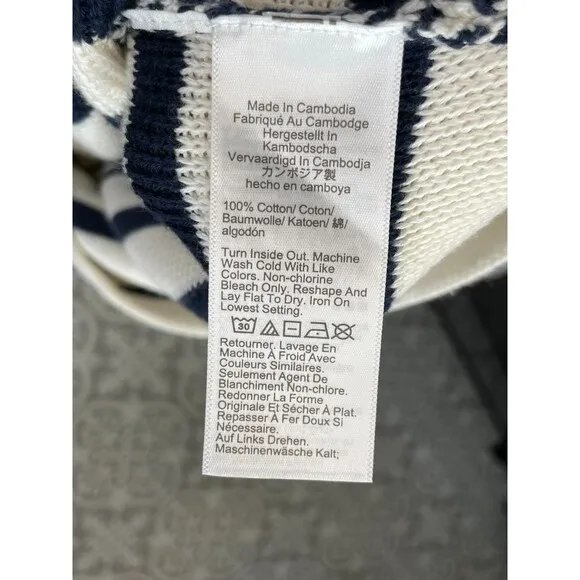 Made In Cambodia
Fabriqué Au Cambodge
Hergestellt In
Kambodscha
Vervaardigd In Cambodja
カンボジア製
hecho en camboya
100% Cotton/ Coton/
Baumwolle/ Katoen/ 綿/
algodón
Turn Inside Out. Machine
Wash Cold With Like
Colors. Non-chlorine
Bleach Only. Reshape And
Lay Flat To Dry. Iron On
Lowest Setting.
30
Retourner. Lavage En
Machine À Froid Avec
Couleurs Similaires.
Seulement Agent De
Blanchiment Non-chlore.
Redonner La Forme
Originale Et Sécher À Plat.
Repasser À Fer Doux Si
Nécessaire.
Auf Links Drehen.
Maschinenwäsche Kalt;